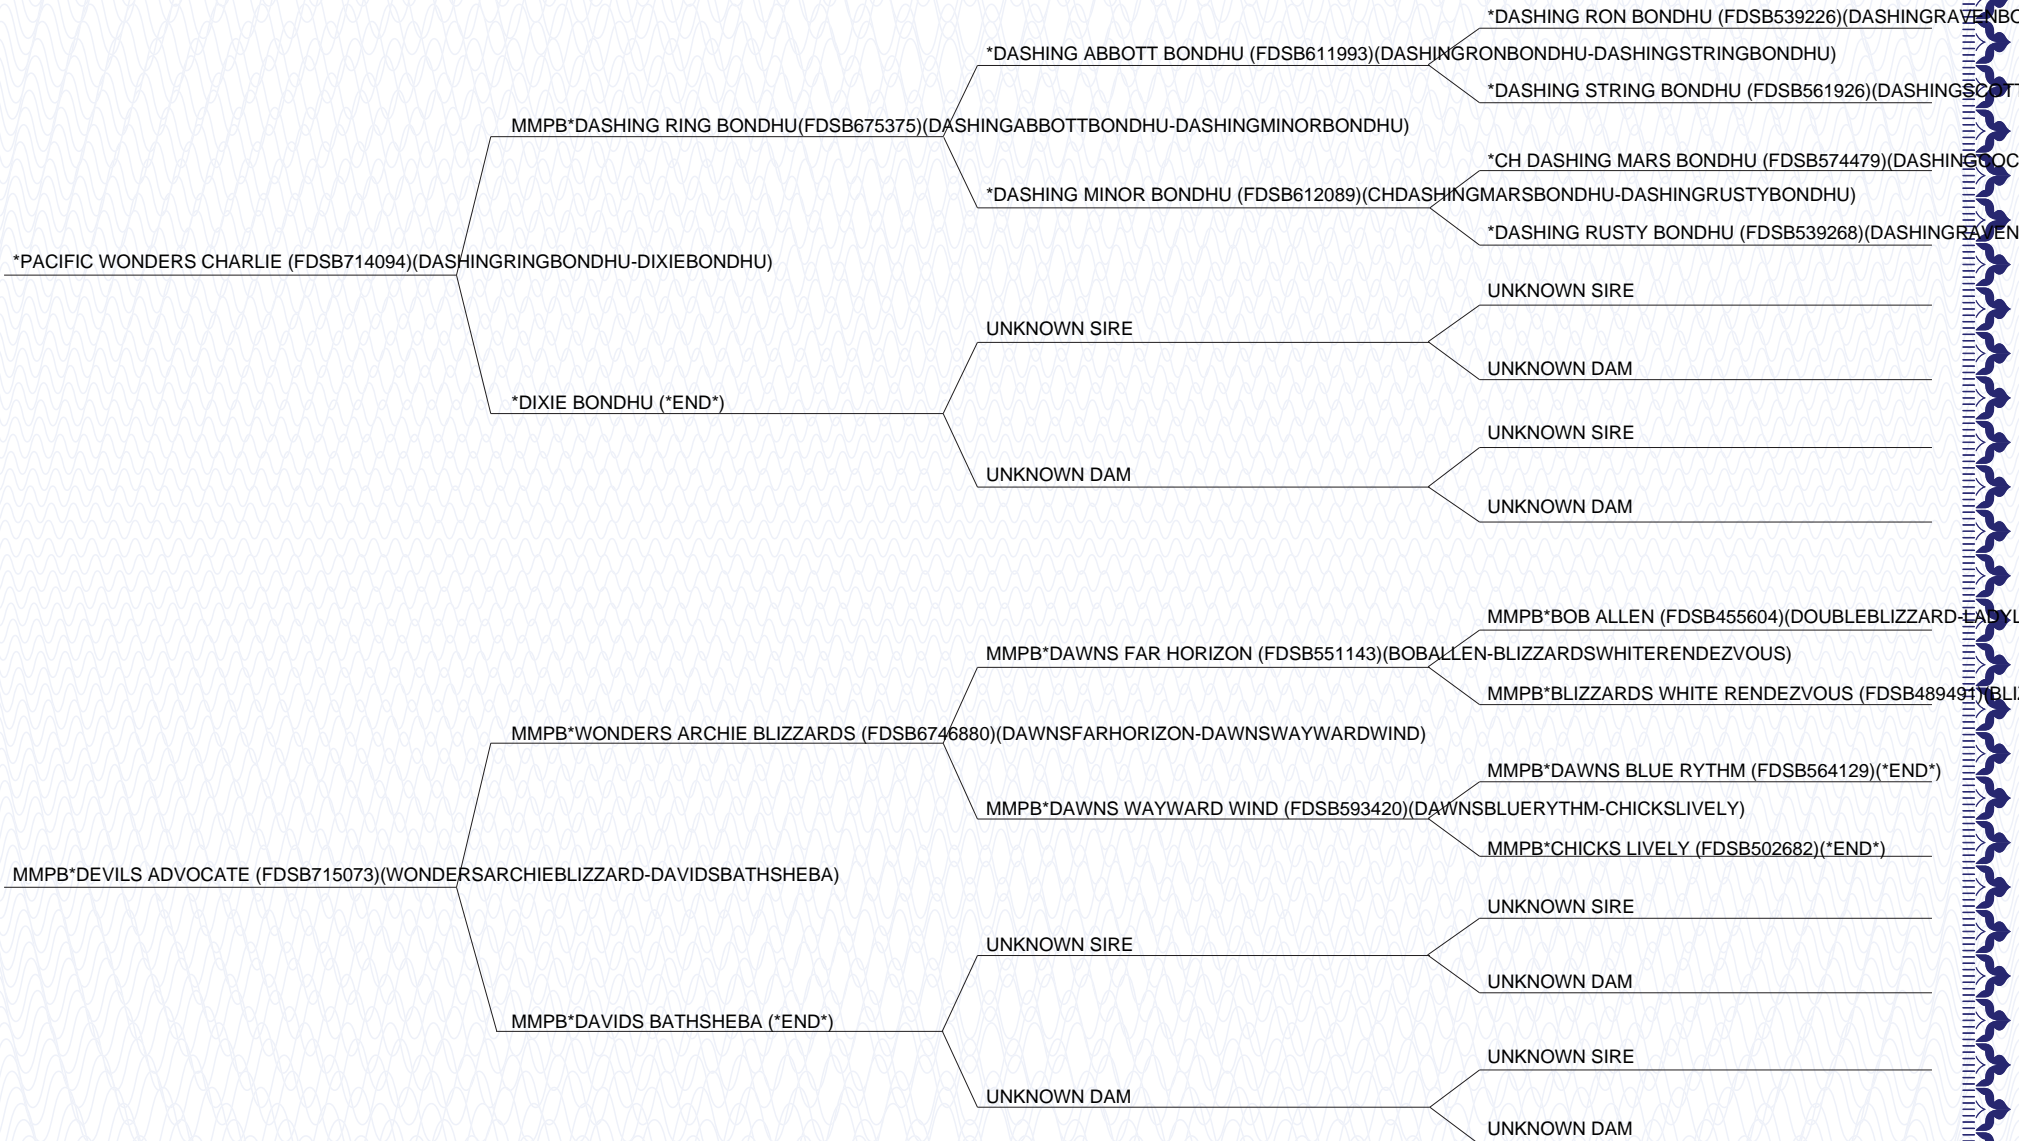 *DASHING RON BONDHU (FDSB539226)(DASHINGRAVENBO
*DASHING ABBOTT BONDHU (FDSB611993)(DASHINGRONBONDHU-DASHINGSTRINGBONDHU)
*DASHING STRING BONDHU (FDSB561926)(DASHINGSCOTT
MMPB*DASHING RING BONDHU(FDSB675375)(DASHINGABBOTTBONDHU-DASHINGMINORBONDHU)
*CH DASHING MARS BONDHU (FDSB574479)(DASHINGCOC
*DASHING MINOR BONDHU (FDSB612089)(CHDASHINGMARSBONDHU-DASHINGRUSTYBONDHU)
*DASHING RUSTY BONDHU (FDSB539268)(DASHINGRAVEN
*PACIFIC WONDERS CHARLIE (FDSB714094)(DASHINGRINGBONDHU-DIXIEBONDHU)
UNKNOWN SIRE
UNKNOWN SIRE
UNKNOWN DAM
*DIXIE BONDHU (*END*)
UNKNOWN SIRE
UNKNOWN DAM
UNKNOWN DAM
MMPB*BOB ALLEN (FDSB455604)(DOUBLEBLIZZARD-LADYL
MMPB*DAWNS FAR HORIZON (FDSB551143)(BOBALLEN-BLIZZARDSWHITERENDEZVOUS)
MMPB*BLIZZARDS WHITE RENDEZVOUS (FDSB489491)(BLIZ
MMPB*WONDERS ARCHIE BLIZZARDS (FDSB6746880)(DAWNSFARHORIZON-DAWNSWAYWARDWIND)
MMPB*DAWNS BLUE RYTHM (FDSB564129)(*END*)
MMPB*DAWNS WAYWARD WIND (FDSB593420)(DAWNSBLUERYTHM-CHICKSLIVELY)
MMPB*CHICKS LIVELY (FDSB502682)(*END*)
MMPB*DEVILS ADVOCATE (FDSB715073)(WONDERSARCHIEBLIZZARD-DAVIDSBATHSHEBA)
UNKNOWN SIRE
UNKNOWN SIRE
UNKNOWN DAM
MMPB*DAVIDS BATHSHEBA (*END*)
UNKNOWN SIRE
UNKNOWN DAM
UNKNOWN DAM